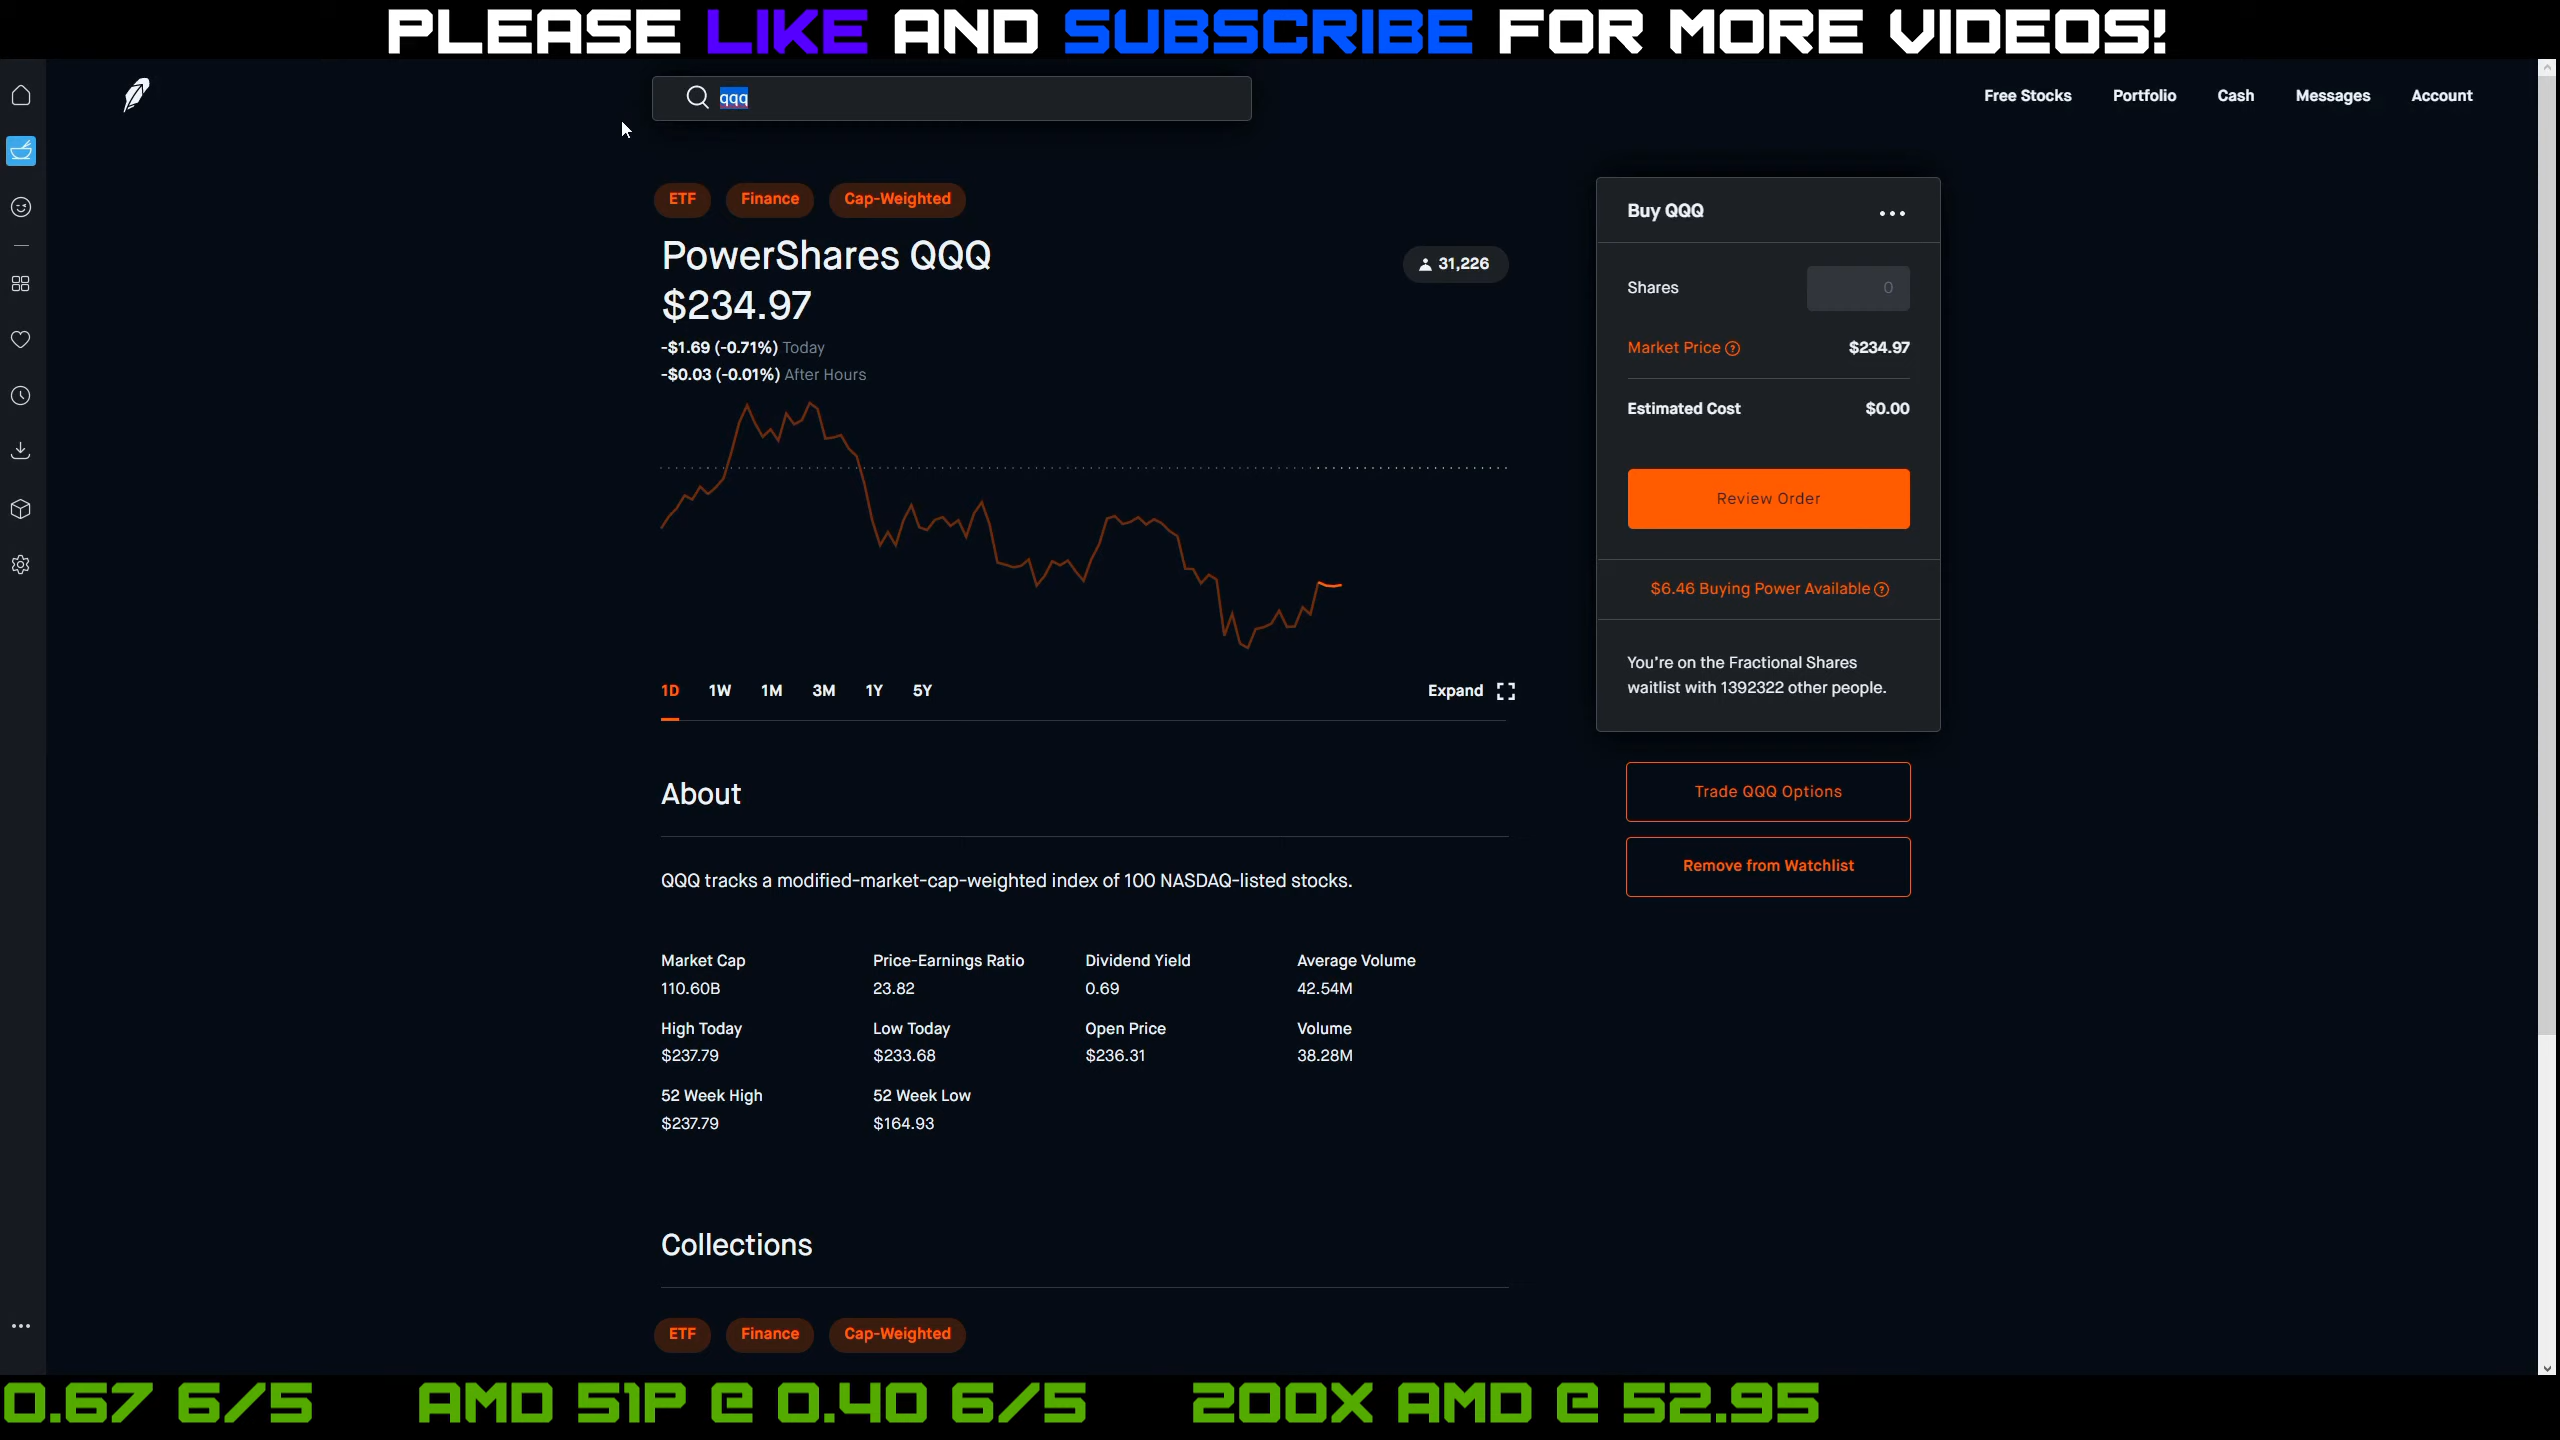 PLEASE LIKE AND SUBSCRIBE FOR MORE VIDEOS!
qqq
Free Stocks Portfolio Cash Messages Account
ETF Finance Cap-Weighted
PowerShares QQQ
$234.97
31,226
-$1.69 (-0.71%) Today
-$0.03 (-0.01%) After Hours
1D 1W 1M 3M 1Y 5Y Expand
Buy QQQ
Shares 0
Market Price $234.97
Estimated Cost $0.00
Review Order
$6.46 Buying Power Available
You're on the Fractional Shares
waitlist with 1392322 other people.
Trade QQQ Options
Remove from Watchlist
About
QQQ tracks a modified-market-cap-weighted index of 100 NASDAQ-listed stocks.
Market Cap Price-Earnings Ratio Dividend Yield Average Volume
110.60B 23.82 0.69 42.54M
High Today Low Today Open Price Volume
$237.79 $233.68 $236.31 38.28M
52 Week High 52 Week Low
$237.79 $164.93
Collections
ETF Finance Cap-Weighted
0.67 6/5 AMD 51P @ 0.40 6/5 200X AMD @ 52.95